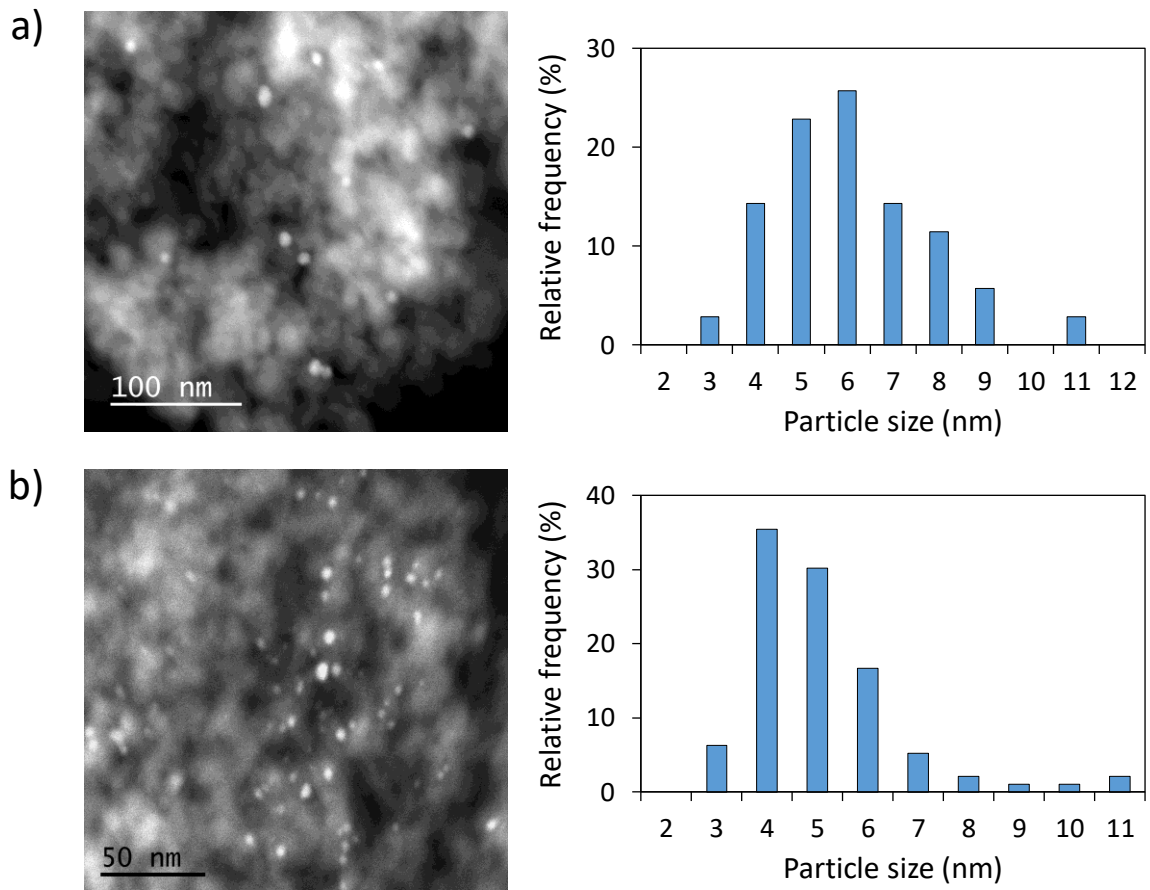 a)
100 nm
Relative frequency (%)
30
20
10
0
2 3 4 5 6 7 8 9 10 11 12
Particle size (nm)
b)
50 nm
Relative frequency (%)
40
30
20
10
0
2 3 4 5 6 7 8 9 10 11
Particle size (nm)